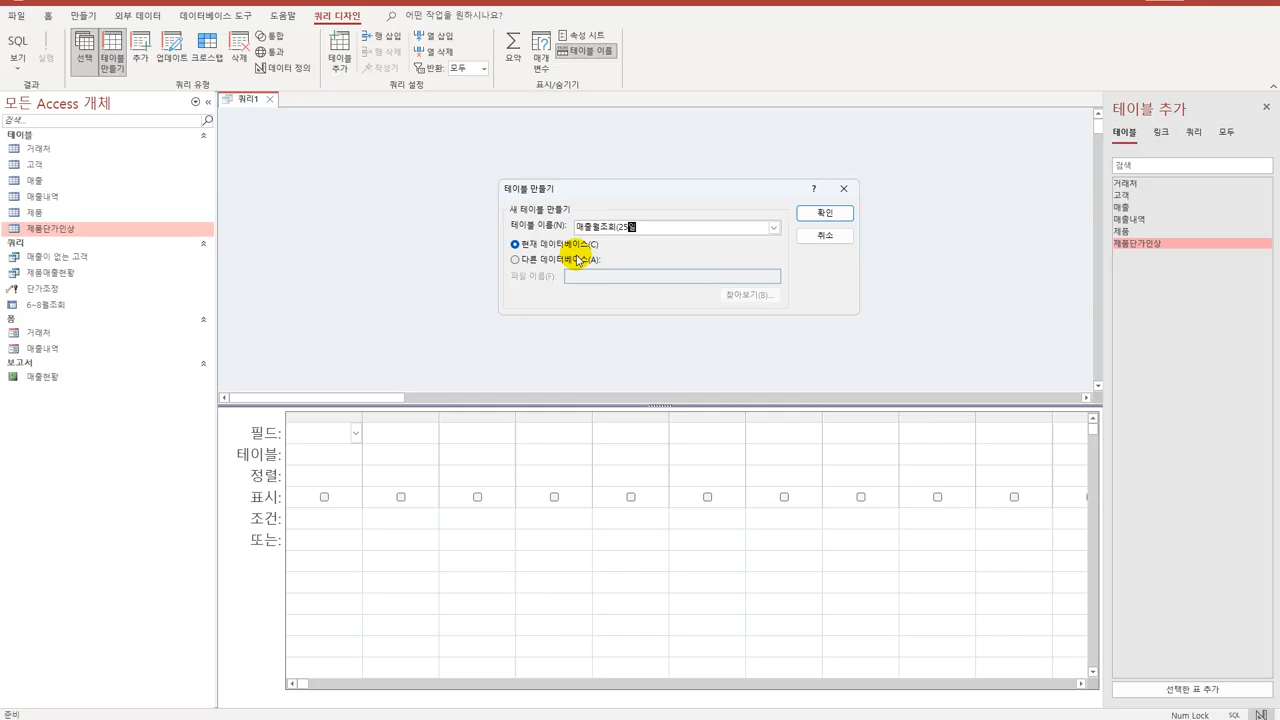 파일 홈 만들기 외부 데이터 데이터베이스 도구 도움말 쿼리 디자인 어떤 작업을 원하시나요?
SQL 보기 실행 선택 테이블 만들기 추가 업데이트 크로스탭 삭제 통합 통과 데이터 정의
테이블 추가 행 삽입 행 삭제 작성기 열 삽입 열 삭제 반환: 모두
요약 매개 변수 속성 시트 테이블 이름
결과 쿼리 유형 쿼리 설정 표시/숨기기
모든 Access 개체
검색...
테이블
거래처
고객
매출
매출내역
제품
제품단가인상
쿼리
매출이 없는 고객
제품매출현황
단가조정
6~8월조회
폼
거래처
매출내역
보고서
매출현황
쿼리1
테이블 만들기 ?
새 테이블 만들기
테이블 이름(N): 매출월조회(25
현재 데이터베이스(C)
다른 데이터베이스(A):
파일 이름(F):
찾아보기(B)...
확인
취소
필드:
테이블:
정렬:
표시:
조건:
또는:
테이블 추가
테이블 링크 쿼리 모두
검색
거래처
고객
매출
매출내역
제품
제품단가인상
선택한 표 추가
준비 Num Lock SQL